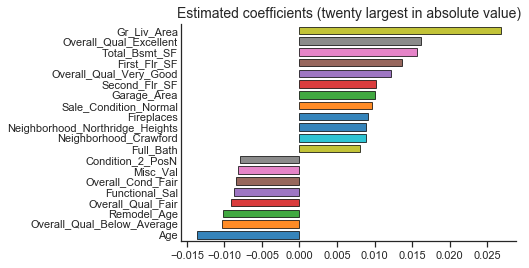 Estimated coefficients (twenty largest in absolute value)
Gr_Liv_Area
Overall_Qual_Excellent
Total_Bsmt_SF
First_Flr_SF
Overall_Qual_Very_Good
Second_Flr_SF
Garage_Area
Sale_Condition_Normal
Fireplaces
Neighborhood_Northridge_Heights
Neighborhood_Crawford
Full_Bath
Condition_2_PosN
Misc_Val
Overall_Cond_Fair
Functional_Sal
Overall_Qual_Fair
Remodel_Age
Overall_Qual_Below_Average
Age
−0.015 −0.010 −0.005 0.000 0.005 0.010 0.015 0.020 0.025